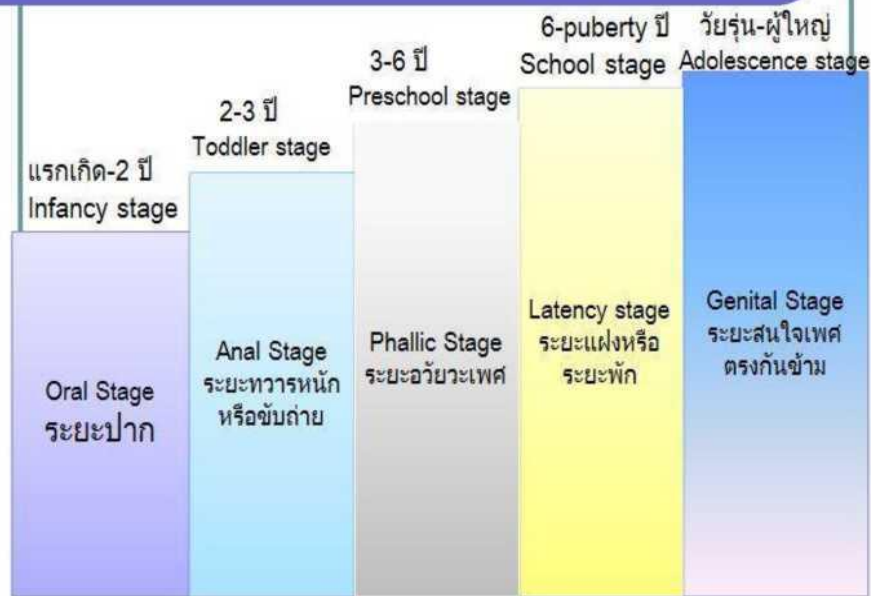 แรกเกิด-2 ปี
Infancy stage
Oral Stage
ระยะปาก
2-3 ปี
Toddler stage
Anal Stage
ระยะทวารหนัก
หรือขับถ่าย
3-6 ปี
Preschool stage
Phallic Stage
ระยะอวัยวะเพศ
6-puberty ปี
School stage
Latency stage
ระยะแฝงหรือ
ระยะพัก
วัยรุ่น-ผู้ใหญ่
Adolescence stage
Genital Stage
ระยะสนใจเพศ
ตรงกันข้าม